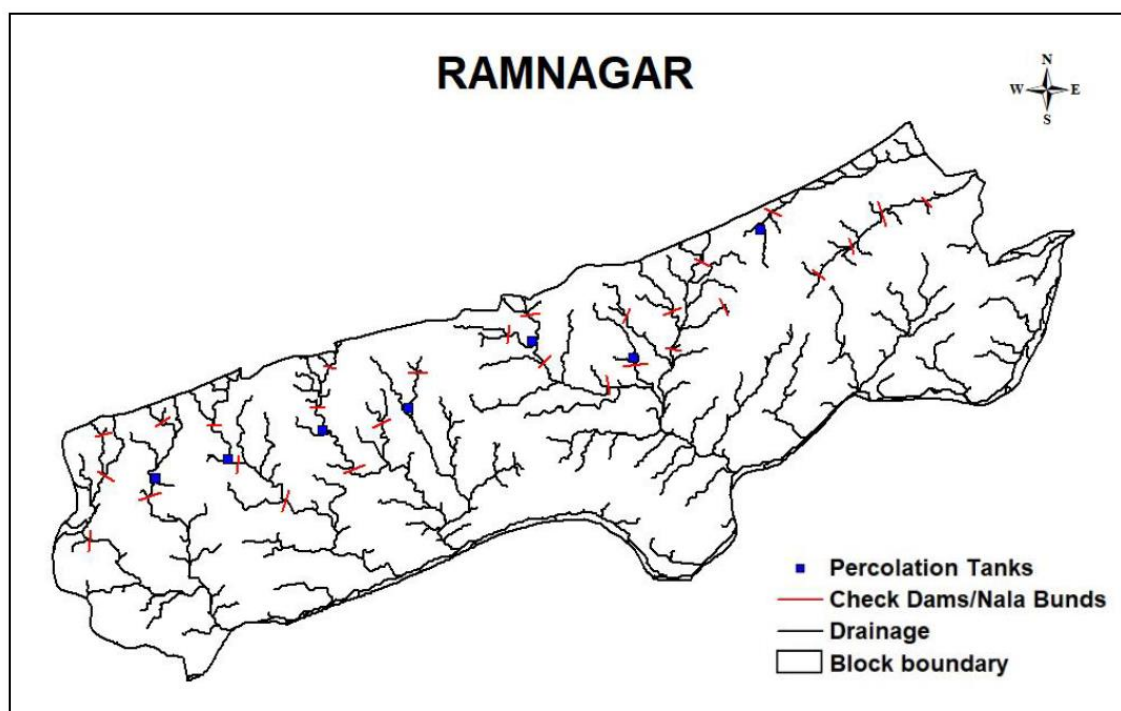 RAMNAGAR
N
W E
S
Percolation Tanks
Check Dams/Nala Bunds
Drainage
Block boundary